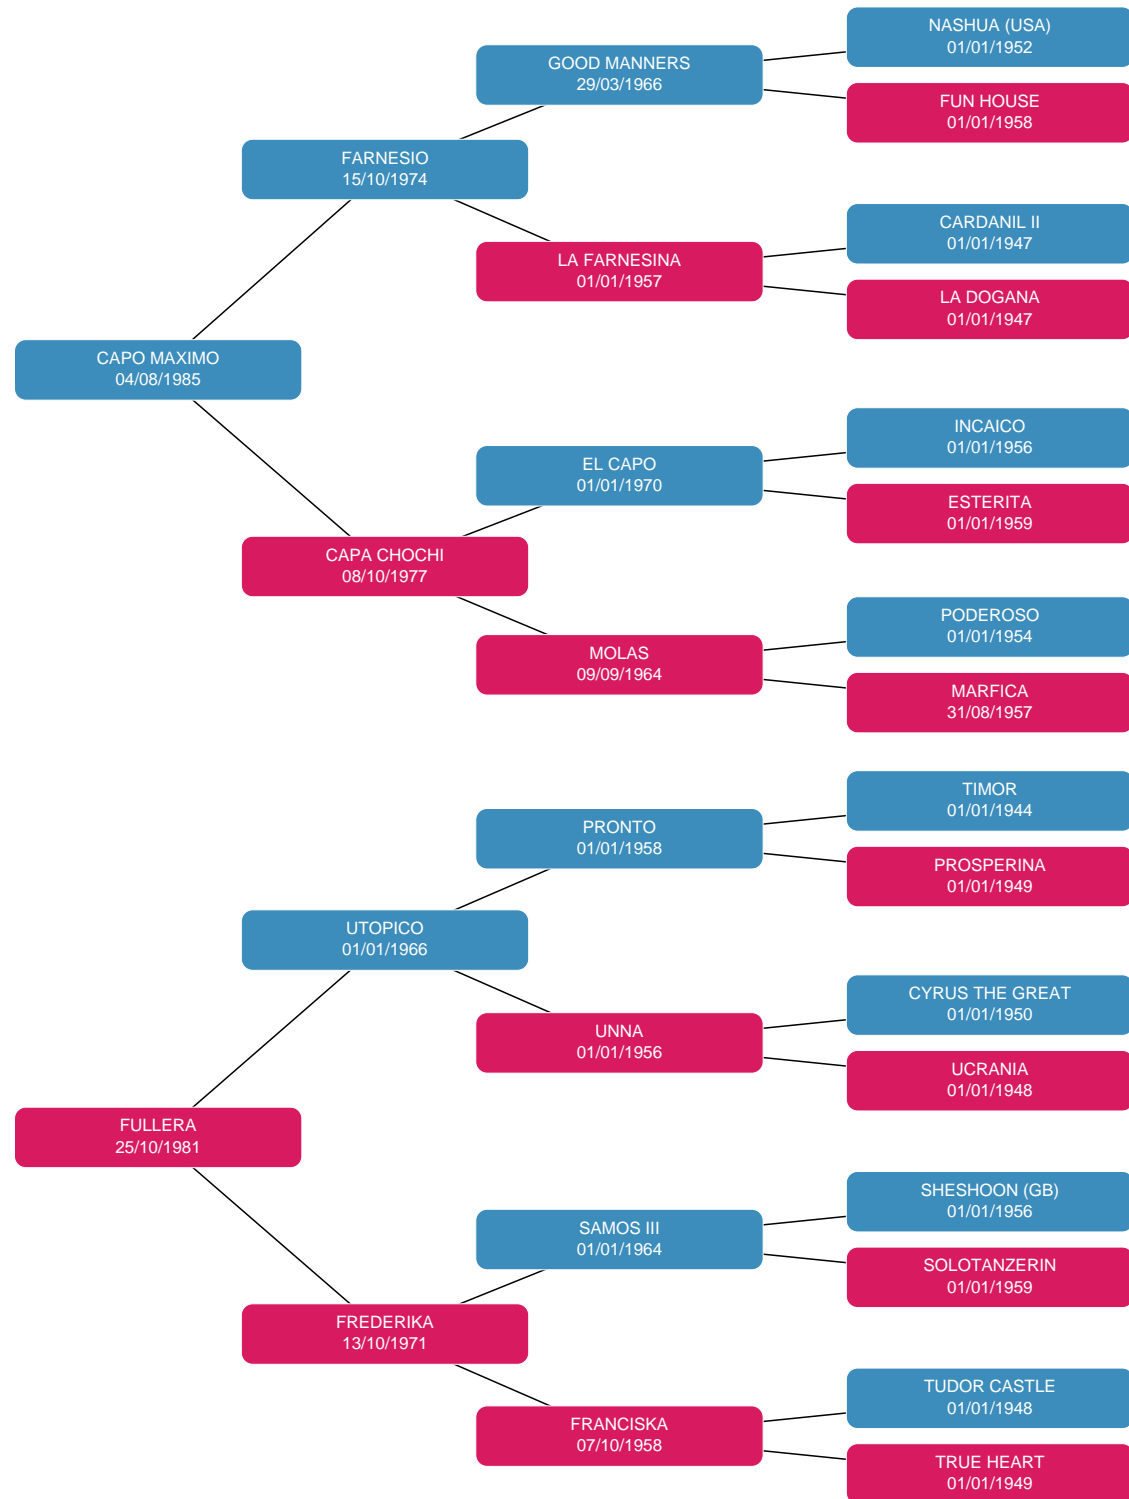 NASHUA (USA)
01/01/1952
GOOD MANNERS
29/03/1966
FUN HOUSE
01/01/1958
FARNESIO
15/10/1974
CARDANIL II
01/01/1947
LA FARNESINA
01/01/1957
LA DOGANA
01/01/1947
CAPO MAXIMO
04/08/1985
INCAICO
01/01/1956
EL CAPO
01/01/1970
ESTERITA
01/01/1959
CAPA CHOCHI
08/10/1977
PODEROSO
01/01/1954
MOLAS
09/09/1964
MARFICA
31/08/1957
TIMOR
01/01/1944
PRONTO
01/01/1958
PROSPERINA
01/01/1949
UTOPICO
01/01/1966
CYRUS THE GREAT
01/01/1950
UNNA
01/01/1956
UCRANIA
01/01/1948
FULLERA
25/10/1981
SHESHOON (GB)
01/01/1956
SAMOS III
01/01/1964
SOLOTANZERIN
01/01/1959
FREDERIKA
13/10/1971
TUDOR CASTLE
01/01/1948
FRANCISKA
07/10/1958
TRUE HEART
01/01/1949